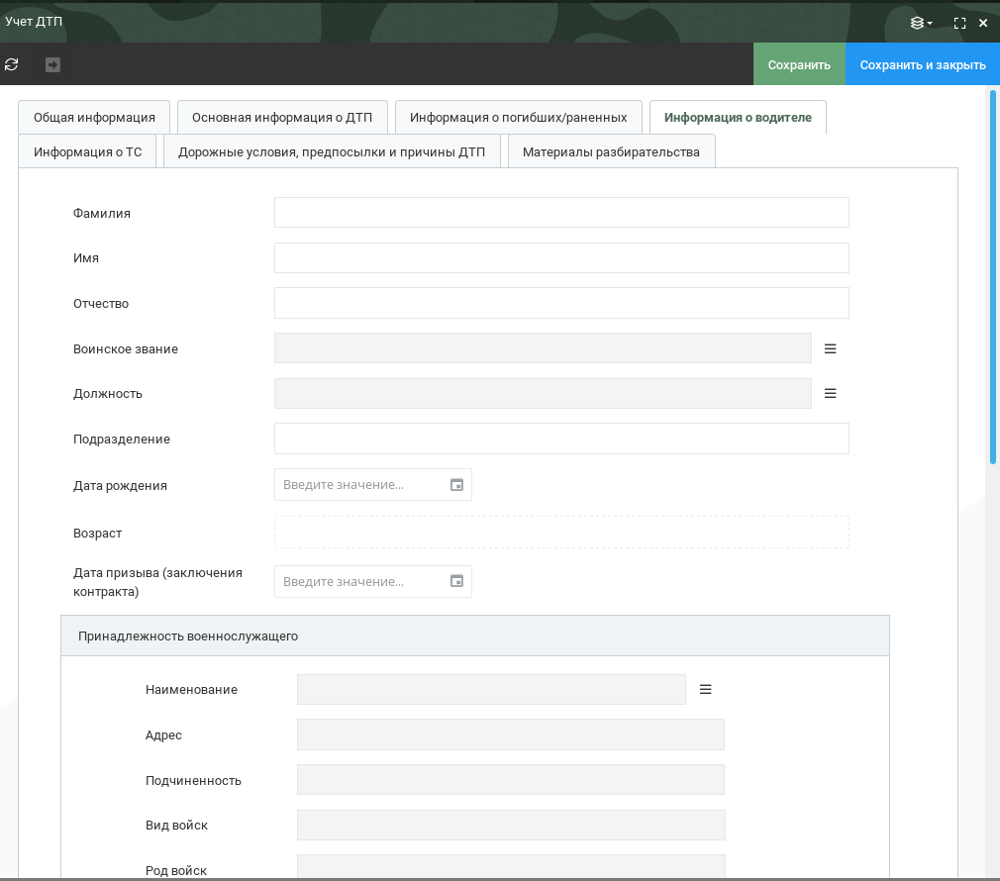 Учет ДТП
Сохранить
Сохранить и закрыть
Общая информация
Основная информация о ДТП
Информация о погибших/раненных
Информация о водителе
Информация о ТС
Дорожные условия, предпосылки и причины ДТП
Материалы разбирательства
Фамилия
Имя
Отчество
Воинское звание
Должность
Подразделение
Дата рождения
Введите значение...
Возраст
Дата призыва (заключения
контракта)
Введите значение...
Принадлежность военнослужащего
Наименование
Адрес
Подчиненность
Вид войск
Род войск